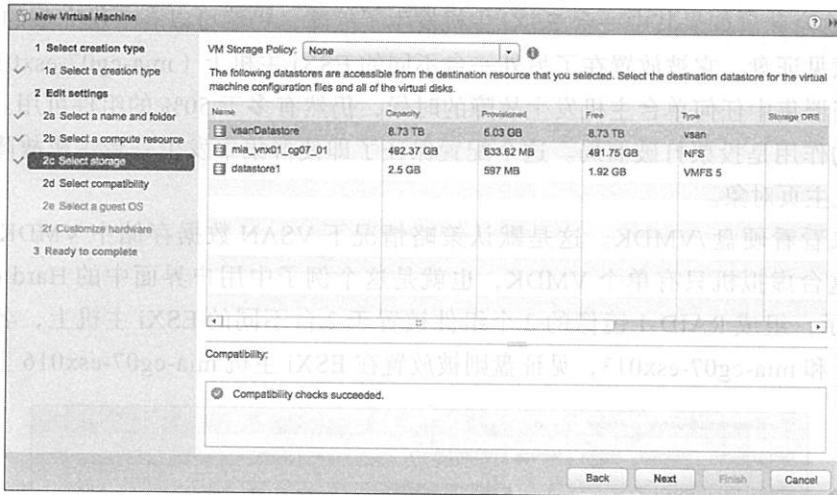 New Virtual Machine
1 Select creation type
1a Select a creation type
2 Edit settings
2a Select a name and folder
2b Select a compute resource
2c Select storage
2d Select compatibility
2e Select a guest OS
2f Customize hardware
3 Ready to complete
VM Storage Policy: None
The following datastores are accessible from the destination resource that you selected. Select the destination datastore for the virtual
machine configuration files and all of the virtual disks.
Name Capacity Provisioned Free Type Storage DRS
vsanDatastore 8.73 TB 6.03 GB 8.73 TB vsan
mia_vnx01_cg07_01 492.37 GB 633.62 MB 491.75 GB NFS
datastore1 2.5 GB 597 MB 1.92 GB VMFS 5
Compatibility:
Compatibility checks succeeded.
Back Next Finish Cancel